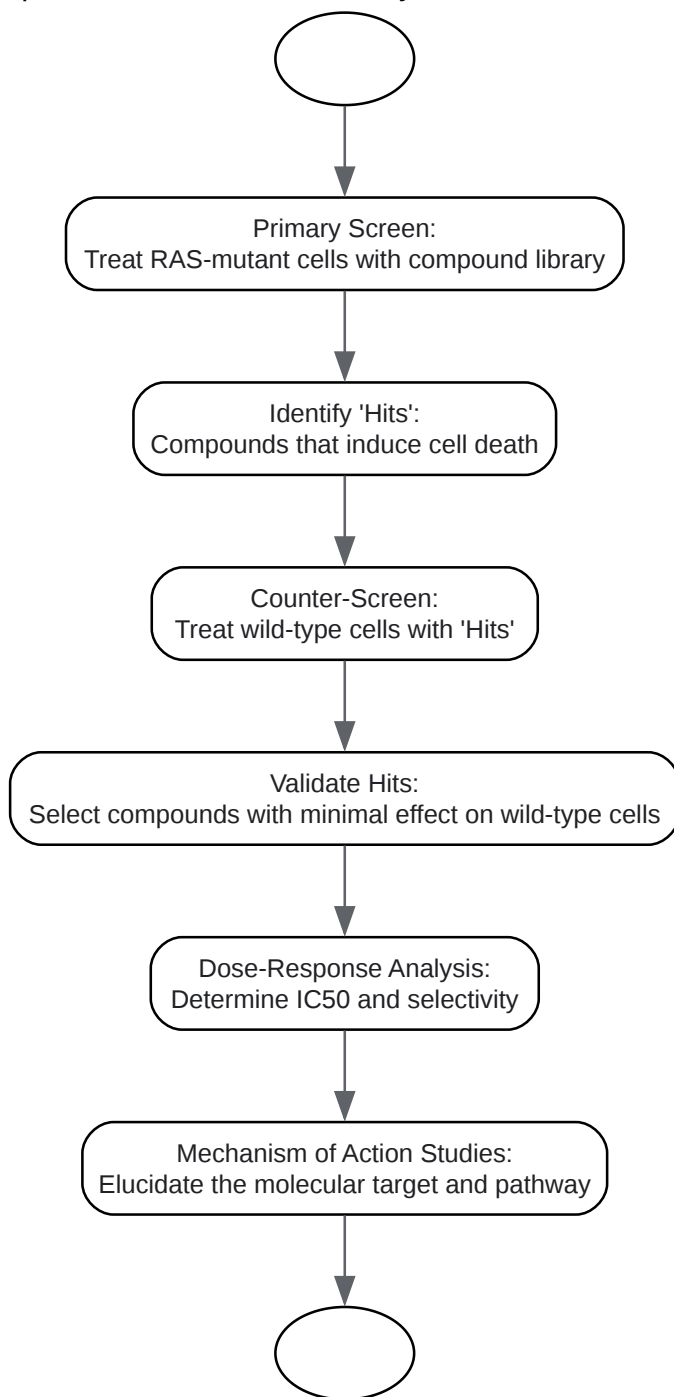 Primary Screen:
Treat RAS-mutant cells with compound library
Identify 'Hits':
Compounds that induce cell death
Counter-Screen:
Treat wild-type cells with 'Hits'
Validate Hits:
Select compounds with minimal effect on wild-type cells
Dose-Response Analysis:
Determine IC50 and selectivity
Mechanism of Action Studies:
Elucidate the molecular target and pathway